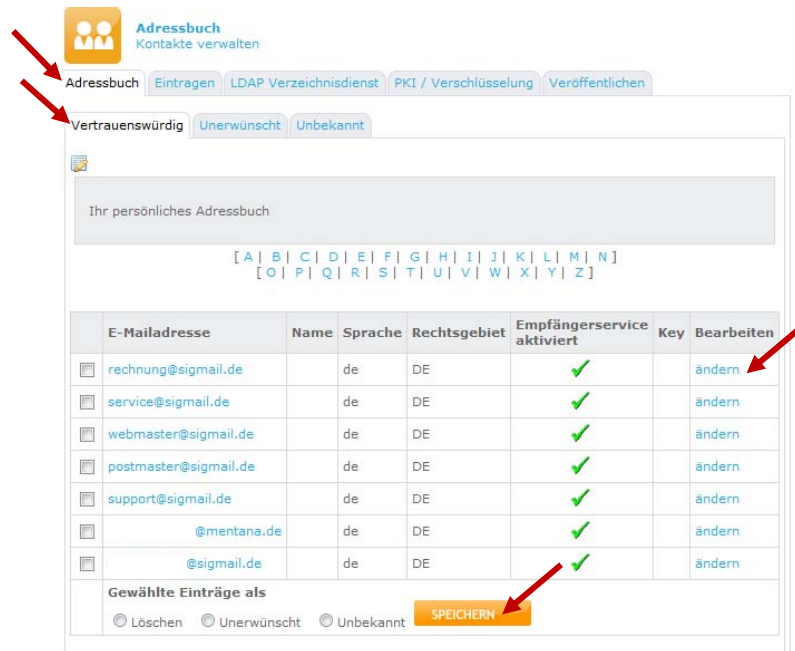 Adressbuch
Kontakte verwalten
Adressbuch Eintragen LDAP Verzeichnisdienst PKI / Verschlüsselung Veröffentlichen
Vertrauenswürdig Unerwünscht Unbekannt
Ihr persönliches Adressbuch
[ A | B | C | D | E | F | G | H | I | J | K | L | M | N ]
[ O | P | Q | R | S | T | U | V | W | X | Y | Z ]
E-Mailadresse Name Sprache Rechtsgebiet Empfängerservice aktiviert Key Bearbeiten
rechnung@sigmail.de de DE ändern
service@sigmail.de de DE ändern
webmaster@sigmail.de de DE ändern
postmaster@sigmail.de de DE ändern
support@sigmail.de de DE ändern
@mentana.de de DE ändern
@sigmail.de de DE ändern
Gewählte Einträge als
Löschen Unerwünscht Unbekannt SPEICHERN